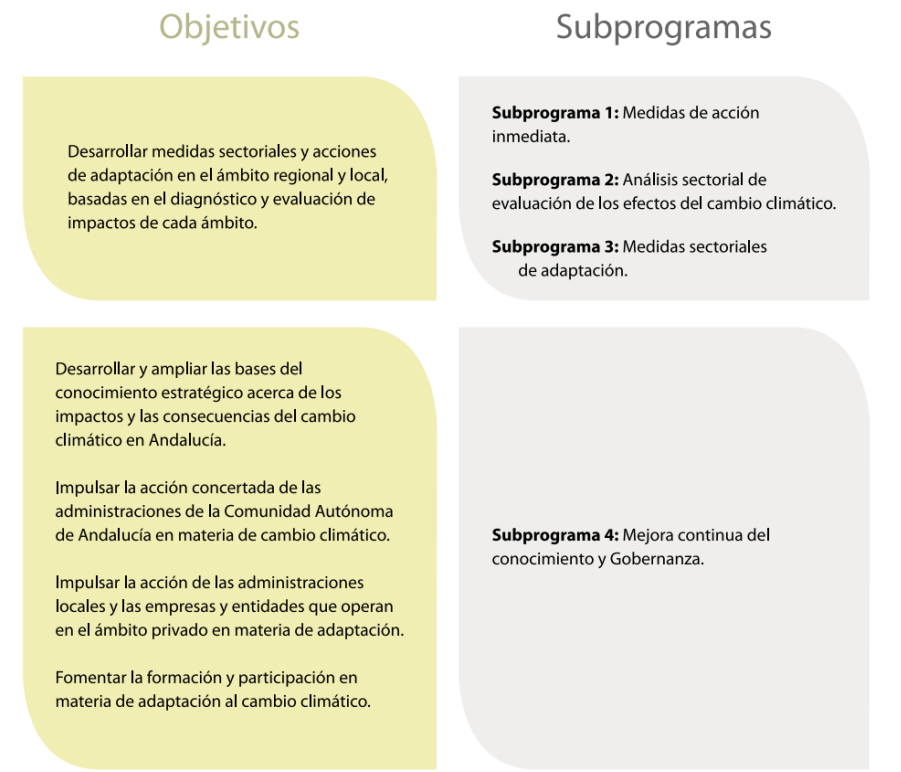 Objetivos
Subprogramas
Desarrollar medidas sectoriales y acciones
de adaptación en el ámbito regional y local,
basadas en el diagnóstico y evaluación de
impactos de cada ámbito.
Subprograma 1: Medidas de acción
inmediata.
Subprograma 2: Análisis sectorial de
evaluación de los efectos del cambio climático.
Subprograma 3: Medidas sectoriales
de adaptación.
Desarrollar y ampliar las bases del
conocimiento estratégico acerca de los
impactos y las consecuencias del cambio
climático en Andalucía.
Impulsar la acción concertada de las
administraciones de la Comunidad Autónoma
de Andalucía en materia de cambio climático.
Impulsar la acción de las administraciones
locales y las empresas y entidades que operan
en el ámbito privado en materia de adaptación.
Fomentar la formación y participación en
materia de adaptación al cambio climático.
Subprograma 4: Mejora continua del
conocimiento y Gobernanza.